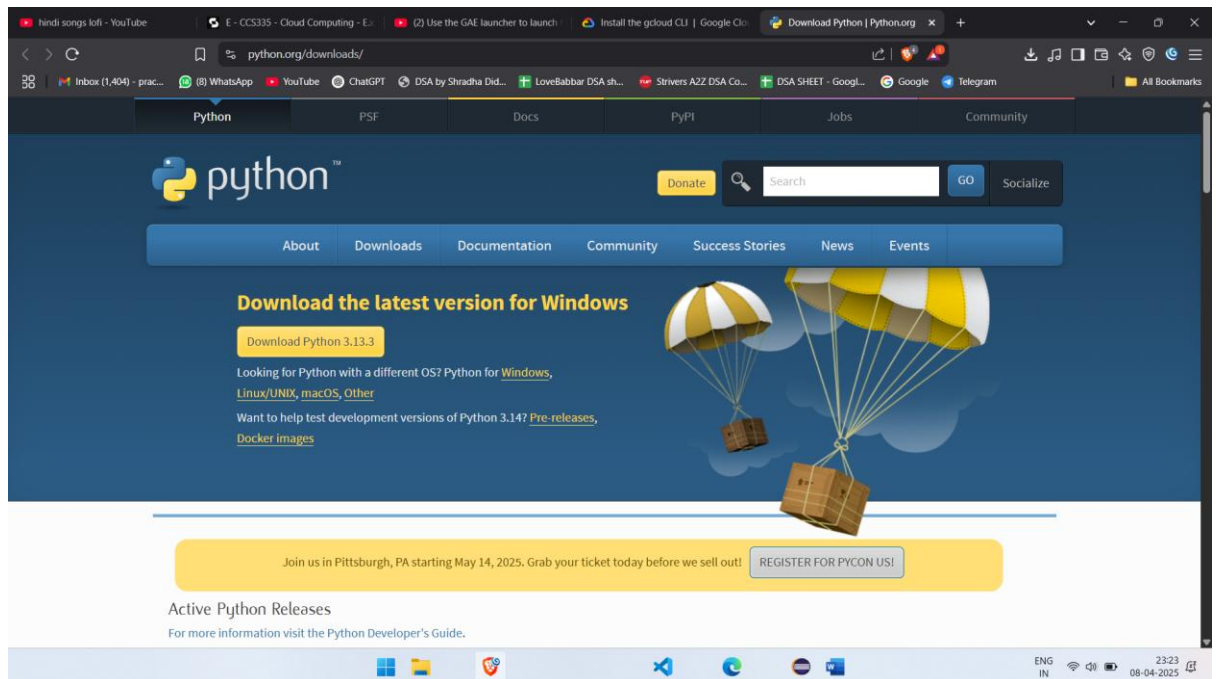 hindi songs lofi - YouTube
E - CCS335 - Cloud Computing - E
(2) Use the GAE launcher to launch
Install the gcloud CLI | Google Clo
Download Python | Python.org
python.org/downloads/
Inbox (1,404) - prac...
(8) WhatsApp
YouTube
ChatGPT
DSA by Shradha Did...
LoveBabbar DSA sh...
Strivers A2Z DSA Co...
DSA SHEET - Googl...
Google
Telegram
All Bookmarks
Python
PSF
Docs
PyPI
Jobs
Community
python™
Donate
Search
GO
Socialize
About
Downloads
Documentation
Community
Success Stories
News
Events
Download the latest version for Windows
Download Python 3.13.3
Looking for Python with a different OS? Python for Windows,
Linux/UNIX, macOS, Other
Want to help test development versions of Python 3.14? Pre-releases,
Docker images
Join us in Pittsburgh, PA starting May 14, 2025. Grab your ticket today before we sell out!
REGISTER FOR PYCON US!
Active Python Releases
For more information visit the Python Developer's Guide.
ENG
IN
23:23
08-04-2025